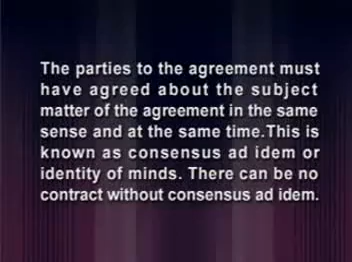 The parties to the agreement must
have agreed about the subject
matter of the agreement in the same
sense and at the same time.This is
known as consensus ad idem or
identity of minds. There can be no
contract without consensus ad idem.